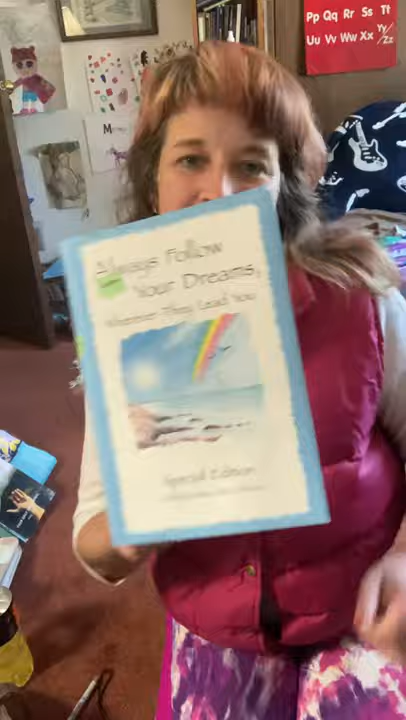 Pp Qq Rr Ss Tt
Uu Vv Ww Xx Yy/Zz
M
Always Follow
Your Dreams,
Wherever They Lead You
Special Edition